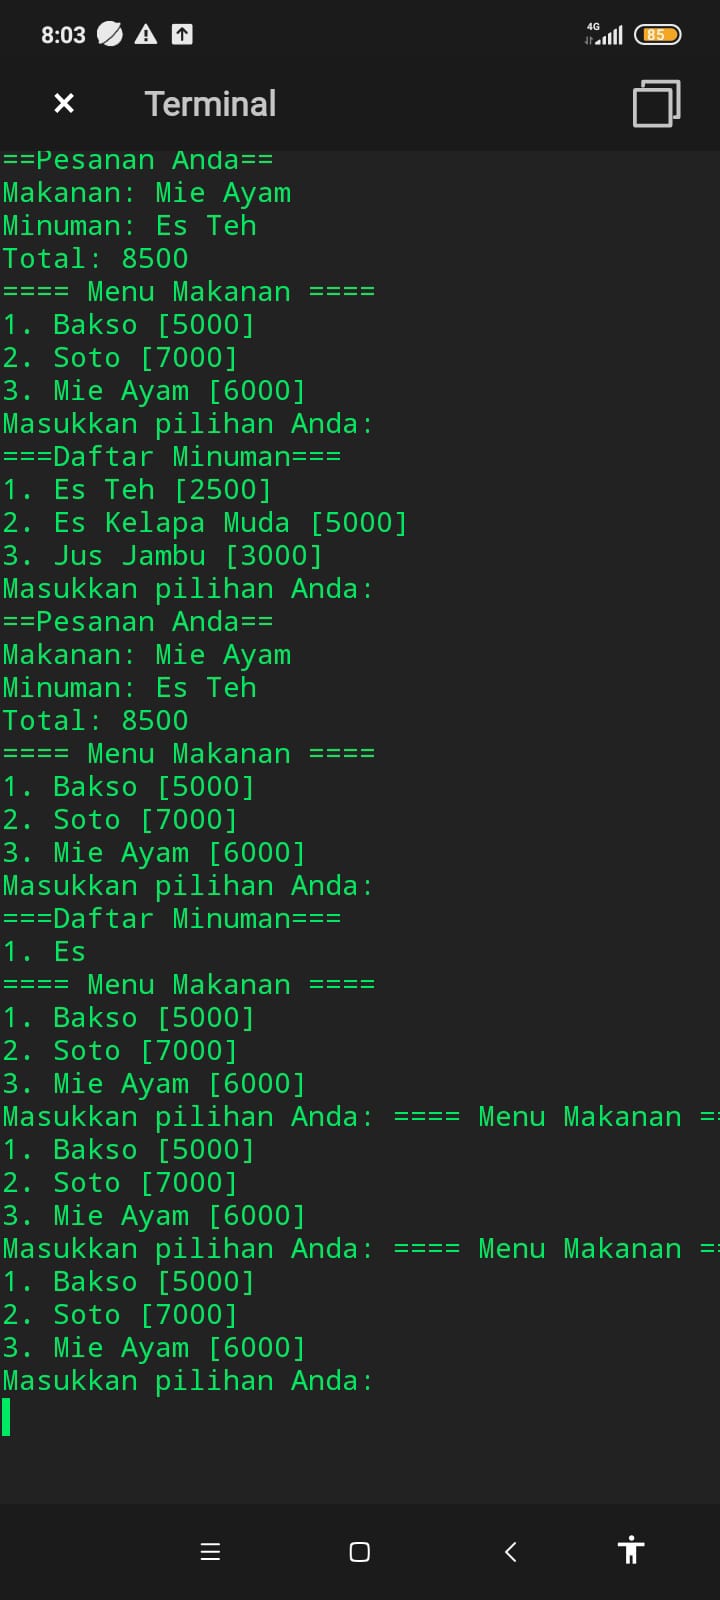 8:03
4G
85
Terminal
==Pesanan Anda==
Makanan: Mie Ayam
Minuman: Es Teh
Total: 8500
==== Menu Makanan ====
1. Bakso [5000]
2. Soto [7000]
3. Mie Ayam [6000]
Masukkan pilihan Anda:
===Daftar Minuman===
1. Es Teh [2500]
2. Es Kelapa Muda [5000]
3. Jus Jambu [3000]
Masukkan pilihan Anda:
==Pesanan Anda==
Makanan: Mie Ayam
Minuman: Es Teh
Total: 8500
==== Menu Makanan ====
1. Bakso [5000]
2. Soto [7000]
3. Mie Ayam [6000]
Masukkan pilihan Anda:
===Daftar Minuman===
1. Es
==== Menu Makanan ====
1. Bakso [5000]
2. Soto [7000]
3. Mie Ayam [6000]
Masukkan pilihan Anda: ==== Menu Makanan ==
1. Bakso [5000]
2. Soto [7000]
3. Mie Ayam [6000]
Masukkan pilihan Anda: ==== Menu Makanan ==
1. Bakso [5000]
2. Soto [7000]
3. Mie Ayam [6000]
Masukkan pilihan Anda: